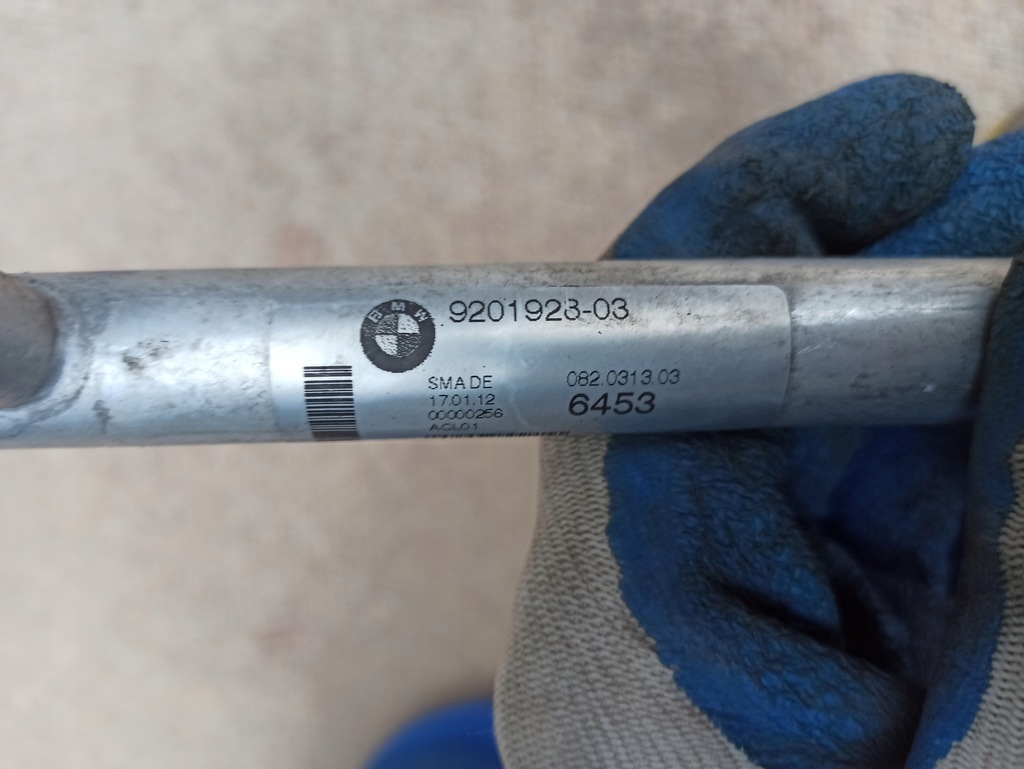 BMW
9201928-03
SMA DE
082.0313.03
17.01.12
6453
00000256
ACL01